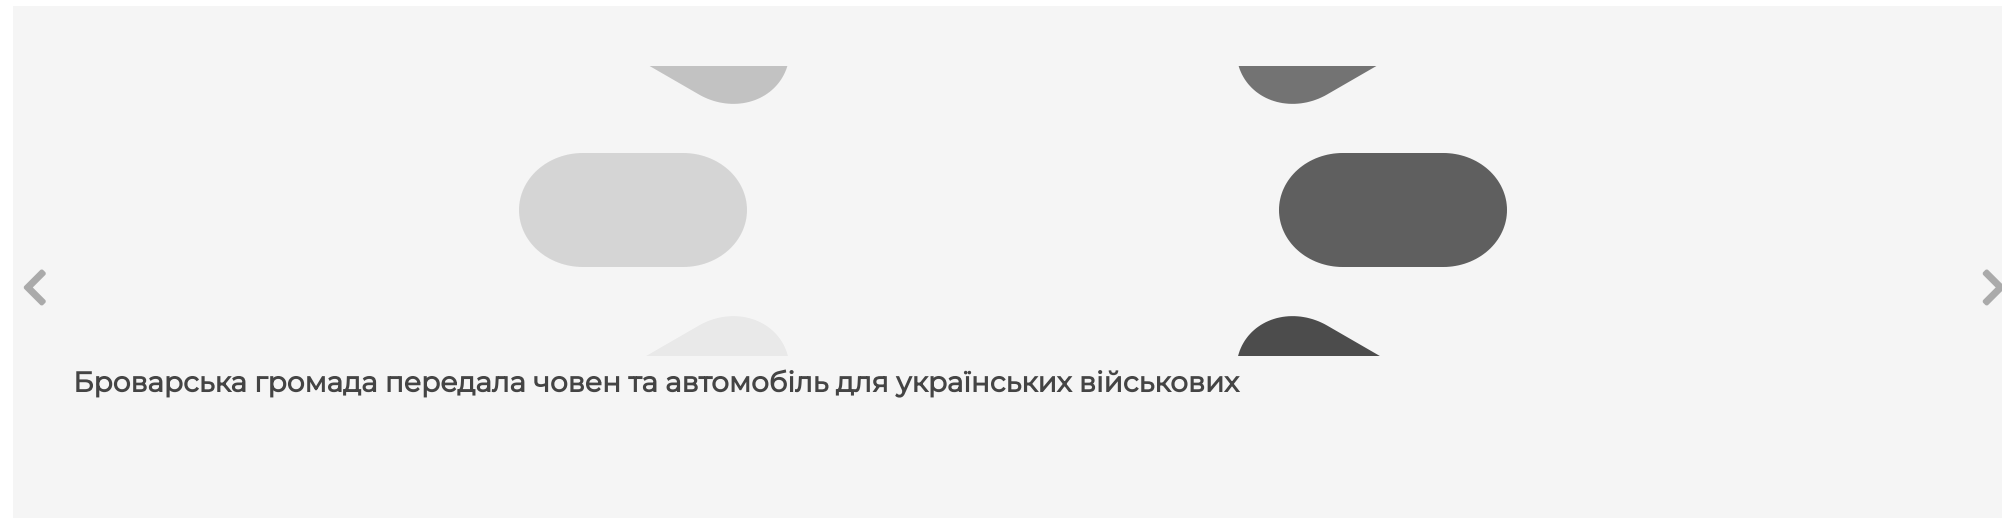 Броварська громада передала човен та автомобіль для українських військових